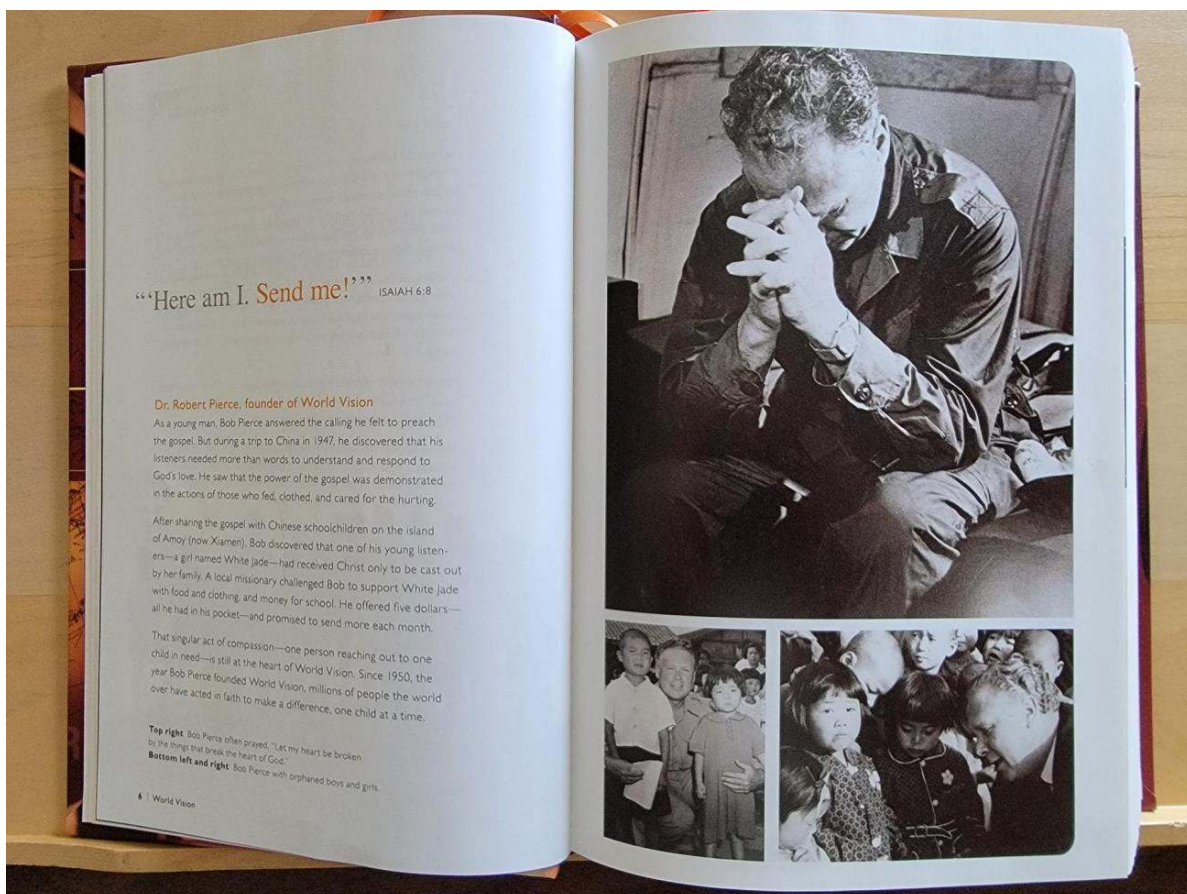 “‘Here am I. Send me!’” ISAIAH 6:8
Dr. Robert Pierce, founder of World Vision
As a young man, Bob Pierce answered the calling he felt to preach
the gospel. But during a trip to China in 1947, he discovered that his
listeners needed more than words to understand and respond to
God's love. He saw that the power of the gospel was demonstrated
in the actions of those who fed, clothed, and cared for the hurting.
After sharing the gospel with Chinese schoolchildren on the island
of Amoy (now Xiamen), Bob discovered that one of his young listen-
ers—a girl named White Jade—had received Christ only to be cast out
by her family. A local missionary challenged Bob to support White Jade
with food and clothing, and money for school. He offered five dollars—
all he had in his pocket—and promised to send more each month.
That singular act of compassion—one person reaching out to one
child in need—is still at the heart of World Vision. Since 1950, the
year Bob Pierce founded World Vision, millions of people the world
over have acted in faith to make a difference, one child at a time.
Top right Bob Pierce often prayed, “Let my heart be broken
by the things that break the heart of God.”
Bottom left and right Bob Pierce with orphaned boys and girls.
6 | World Vision